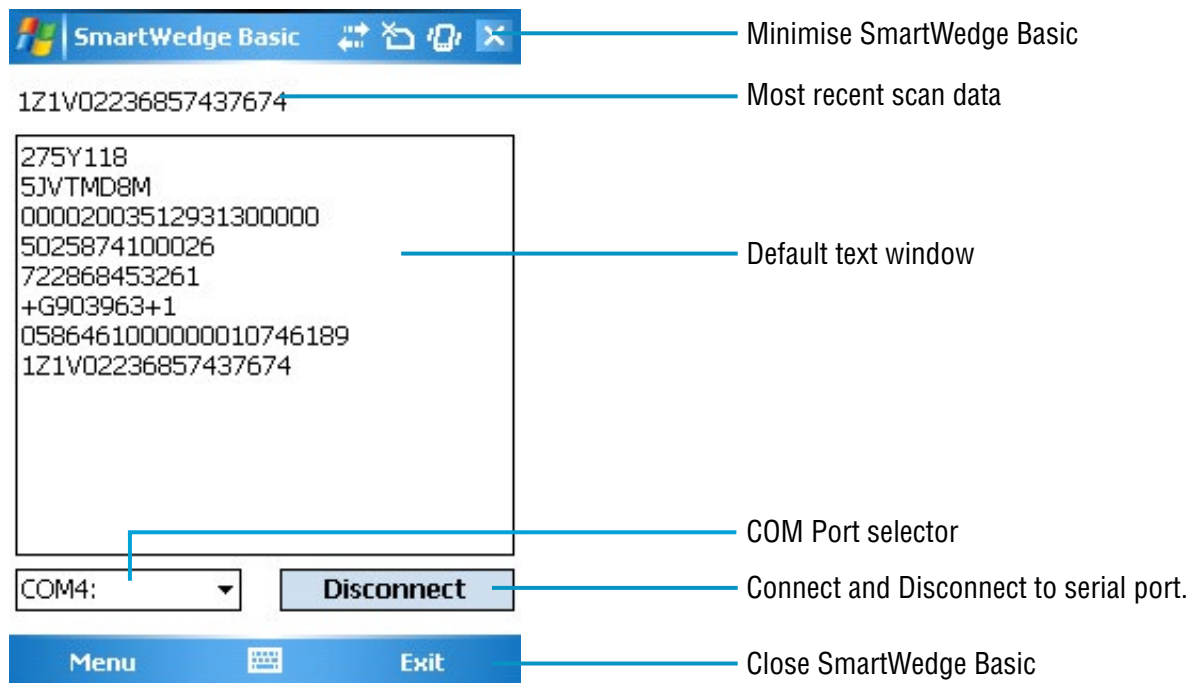 SmartWedge Basic
Minimise SmartWedge Basic
1Z1V02236857437674
Most recent scan data
275Y118
5JVTMD8M
00002003512931300000
5025874100026
Default text window
722868453261
+G903963+1
0586461000000010746189
1Z1V02236857437674
COM Port selector
COM4:
Disconnect
Connect and Disconnect to serial port.
Menu
Exit
Close SmartWedge Basic